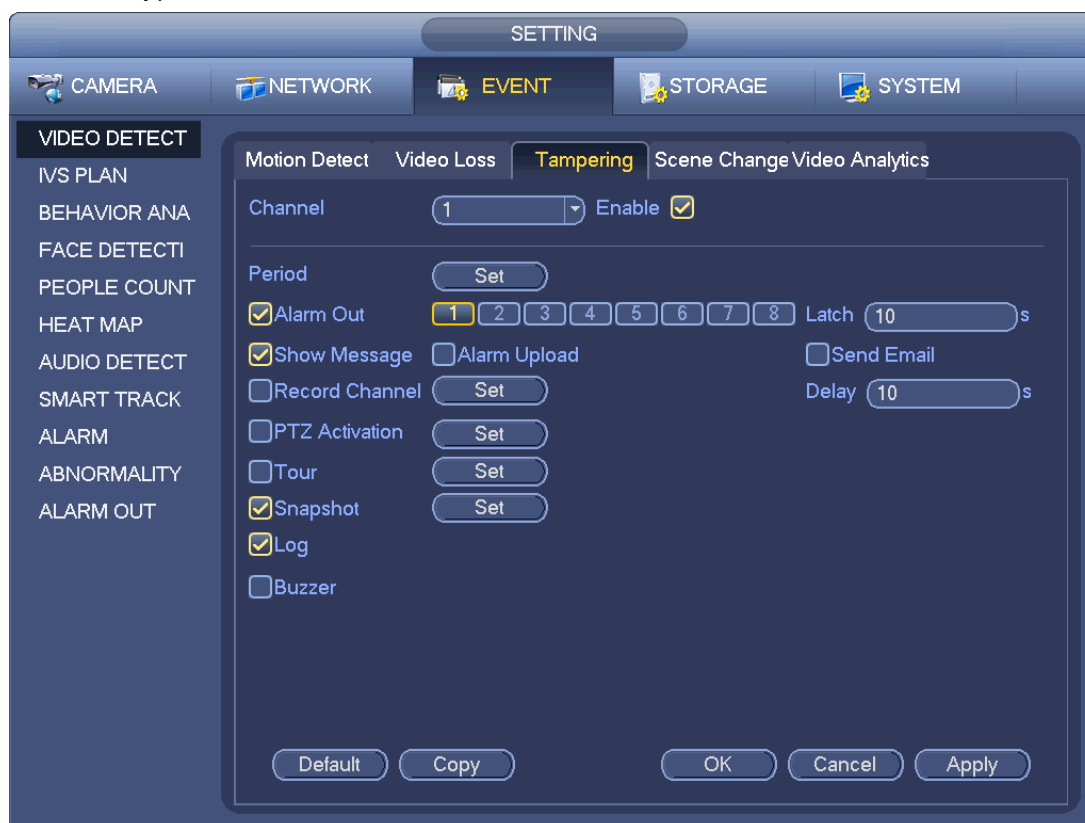 SETTING
CAMERA NETWORK EVENT STORAGE SYSTEM
VIDEO DETECT
IVS PLAN
BEHAVIOR ANA
FACE DETECTI
PEOPLE COUNT
HEAT MAP
AUDIO DETECT
SMART TRACK
ALARM
ABNORMALITY
ALARM OUT
Motion Detect Video Loss Tampering Scene Change Video Analytics
Channel 1 Enable
Period Set
Alarm Out 1 2 3 4 5 6 7 8 Latch 10 s
Show Message Alarm Upload Send Email
Record Channel Set Delay 10 s
PTZ Activation Set
Tour Set
Snapshot Set
Log
Buzzer
Default Copy OK Cancel Apply